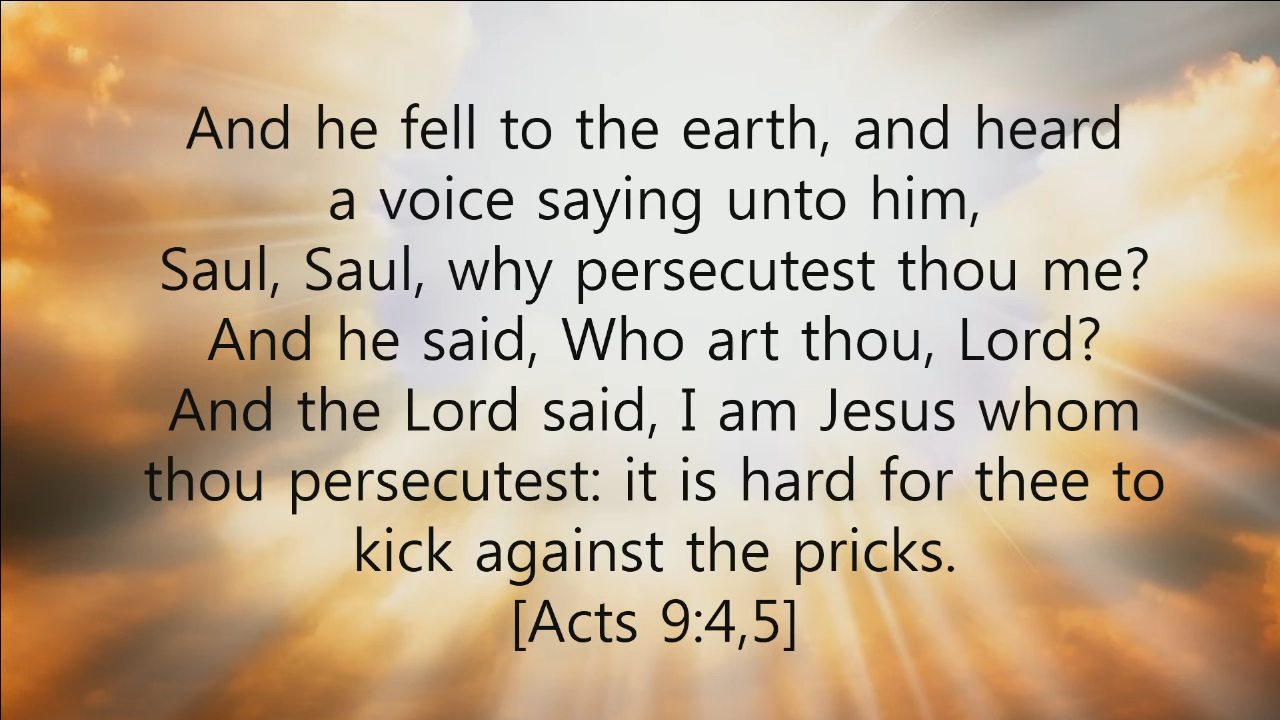 And he fell to the earth, and heard
a voice saying unto him,
Saul, Saul, why persecutest thou me?
And he said, Who art thou, Lord?
And the Lord said, I am Jesus whom
thou persecutest: it is hard for thee to
kick against the pricks.
[Acts 9:4,5]